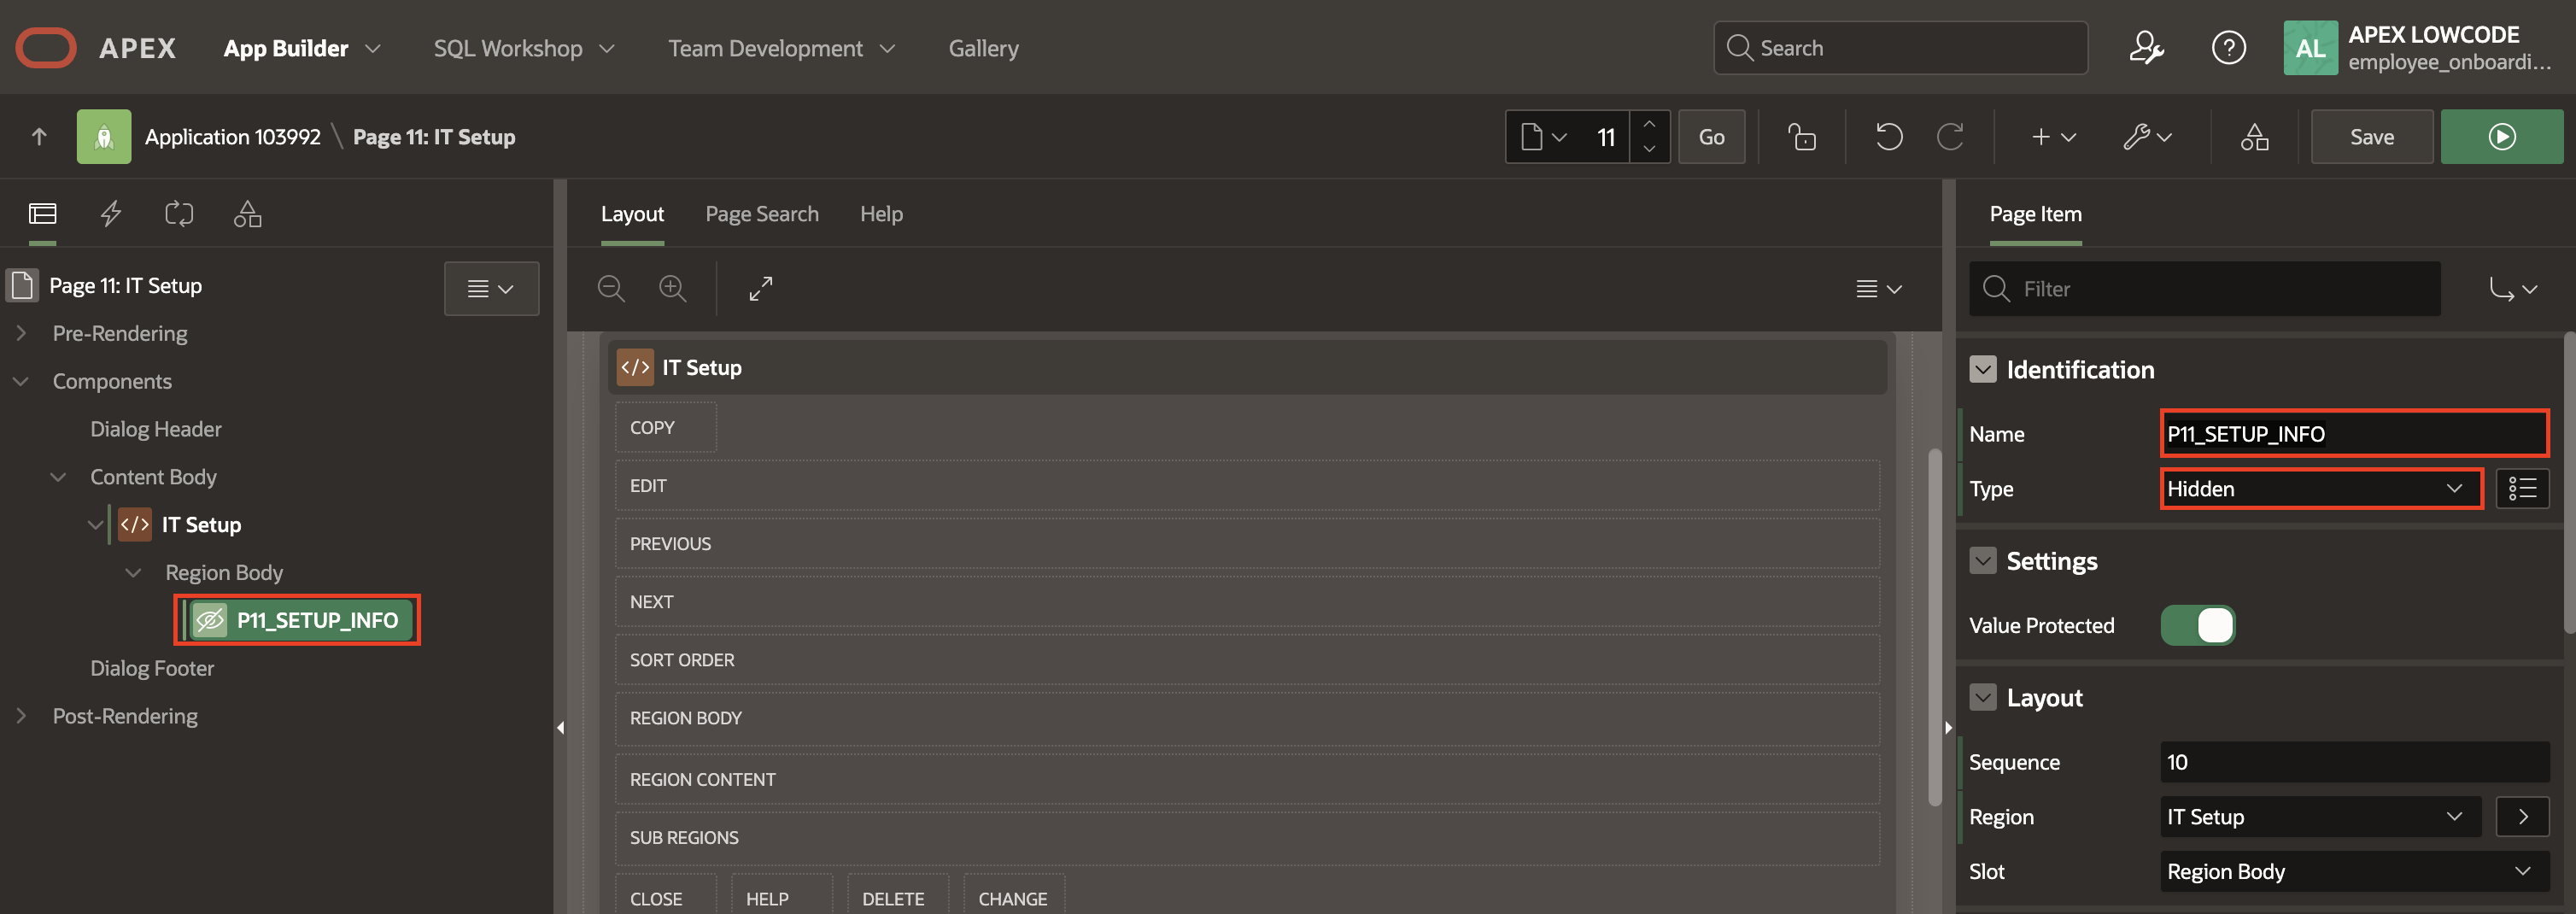 APEX App Builder SQL Workshop Team Development Gallery Search ? AL APEX LOWCODE
employee_onboardi...
Application 103992 \ Page 11: IT Setup 11 Go Save
Layout Page Search Help
Page Item
Page 11: IT Setup
Pre-Rendering
Components
Dialog Header
Content Body
</> IT Setup
Region Body
P11_SETUP_INFO
Dialog Footer
Post-Rendering
</> IT Setup
COPY
EDIT
PREVIOUS
NEXT
SORT ORDER
REGION BODY
REGION CONTENT
SUB REGIONS
CLOSE HELP DELETE CHANGE
Filter
Identification
Name P11_SETUP_INFO
Type Hidden
Settings
Value Protected
Layout
Sequence 10
Region IT Setup
Slot Region Body